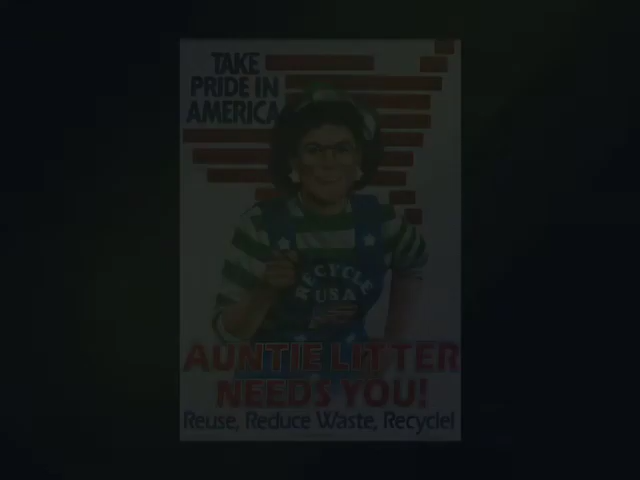 TAKE
PRIDE IN
AMERICA
RECYCLE
USA
AUNTIE LITTER
NEEDS YOU!
Reuse, Reduce Waste, Recycle!